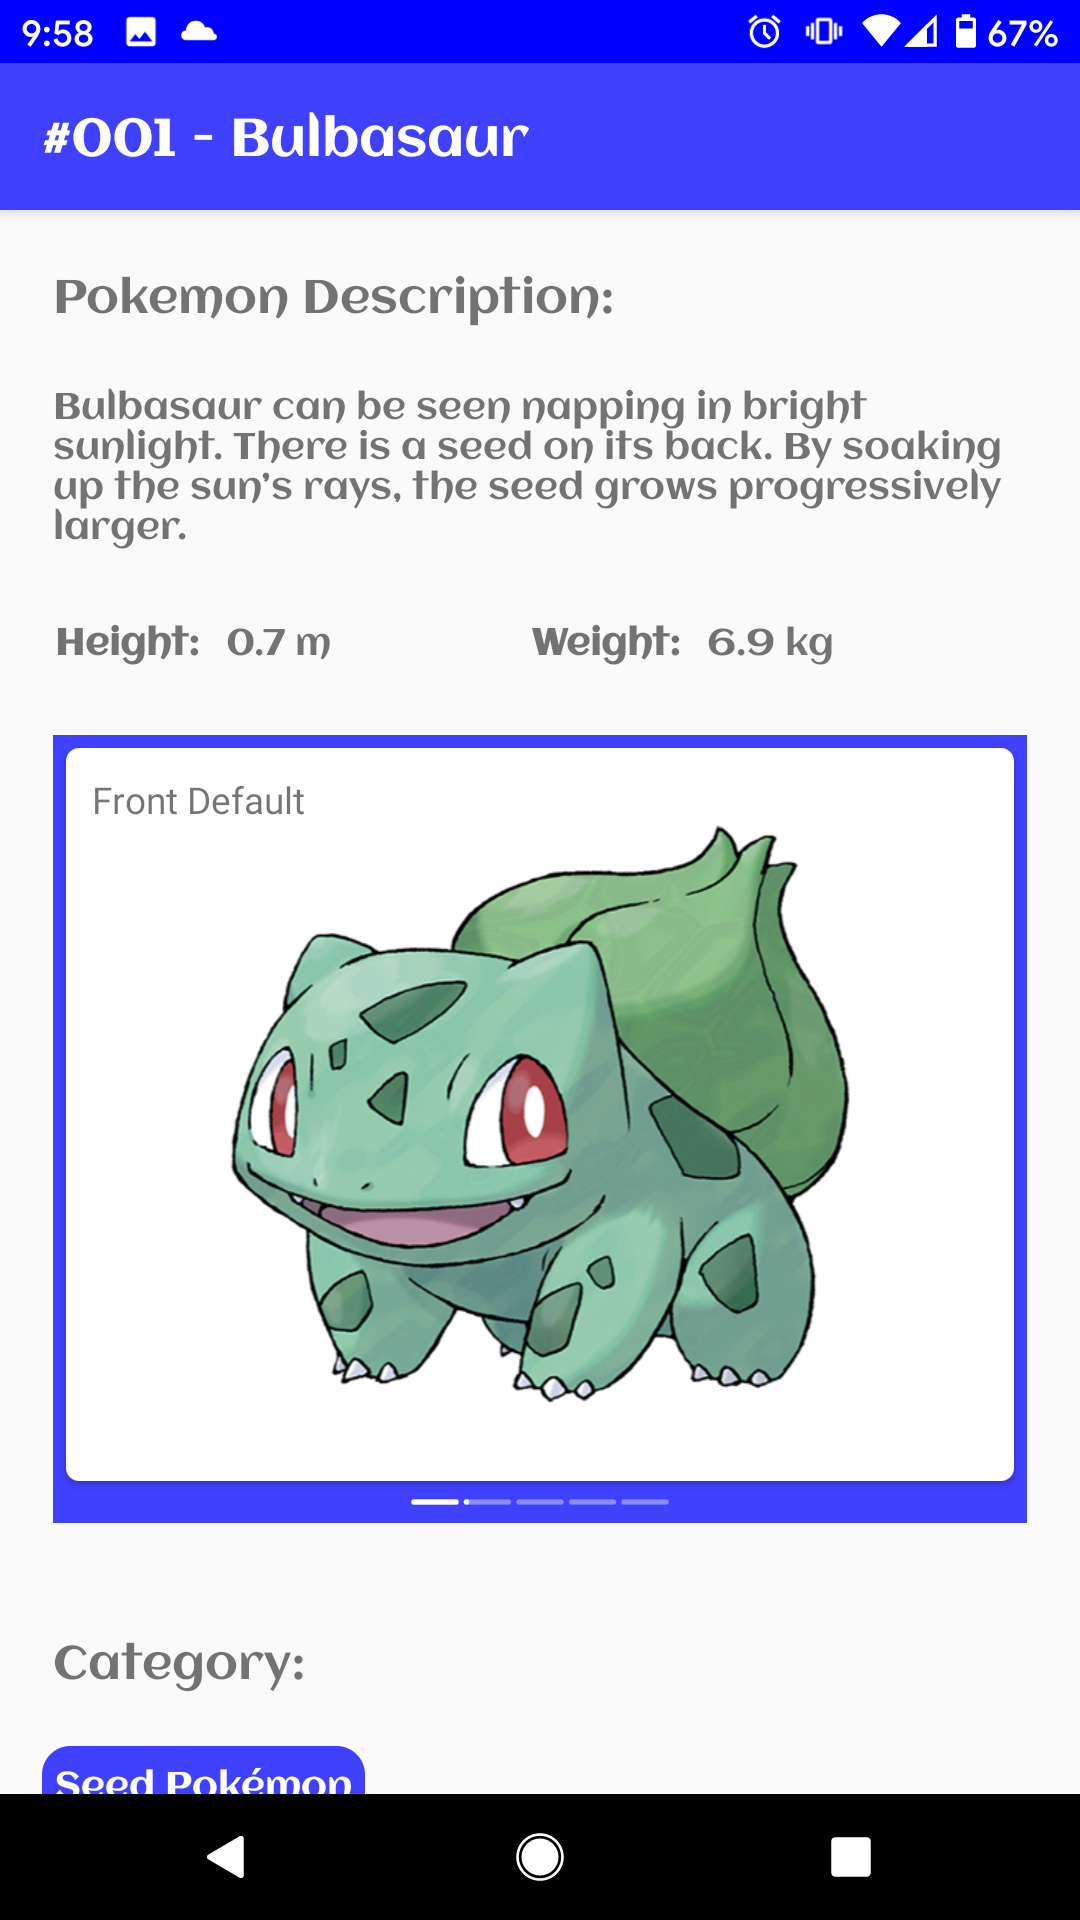 9:58
67%
#001 - Bulbasaur
Pokemon Description:
Bulbasaur can be seen napping in bright
sunlight. There is a seed on its back. By soaking
up the sun's rays, the seed grows progressively
larger.
Height: 0.7 m
Weight: 6.9 kg
Front Default
Category:
Seed Pokémon